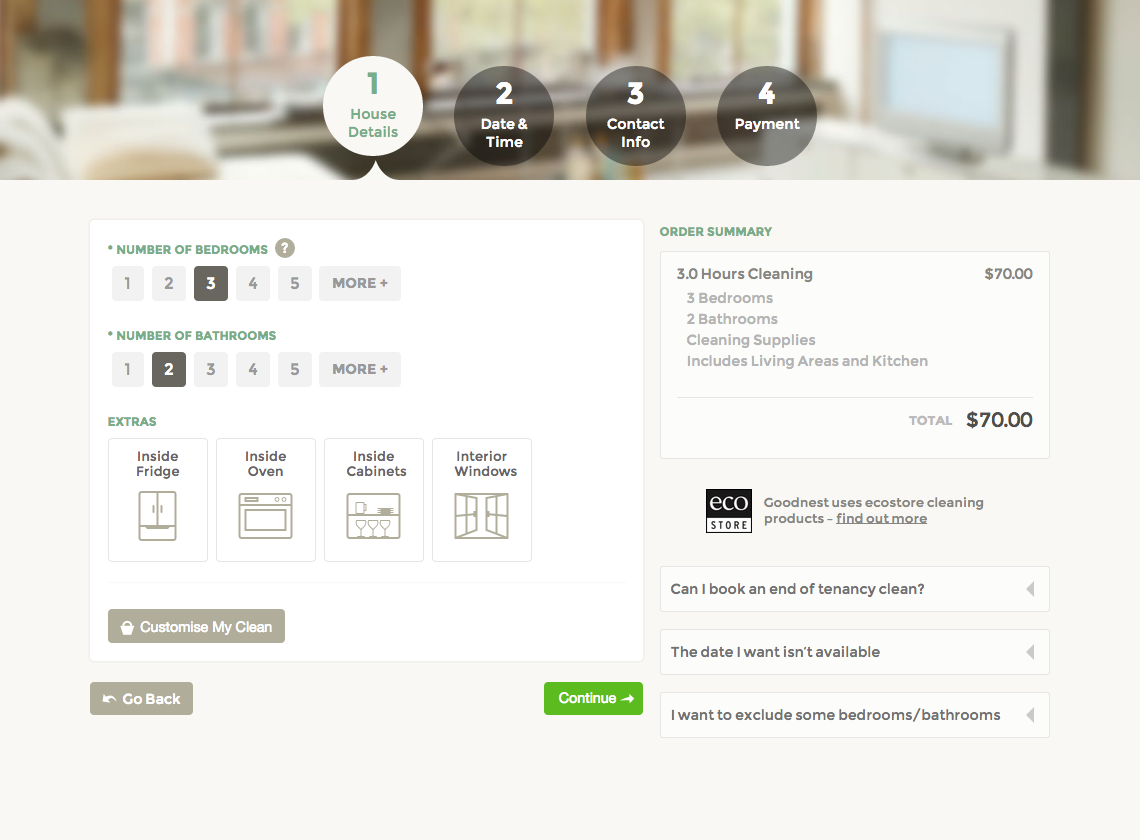 1
House
Details
2
Date &
Time
3
Contact
Info
4
Payment
* NUMBER OF BEDROOMS ?
1 2 3 4 5 MORE +
* NUMBER OF BATHROOMS
1 2 3 4 5 MORE +
EXTRAS
Inside
Fridge
Inside
Oven
Inside
Cabinets
Interior
Windows
Customise My Clean
Go Back
Continue
ORDER SUMMARY
3.0 Hours Cleaning $70.00
3 Bedrooms
2 Bathrooms
Cleaning Supplies
Includes Living Areas and Kitchen
TOTAL $70.00
eco
STORE
Goodnest uses ecostore cleaning
products – find out more
Can I book an end of tenancy clean?
The date I want isn't available
I want to exclude some bedrooms/bathrooms